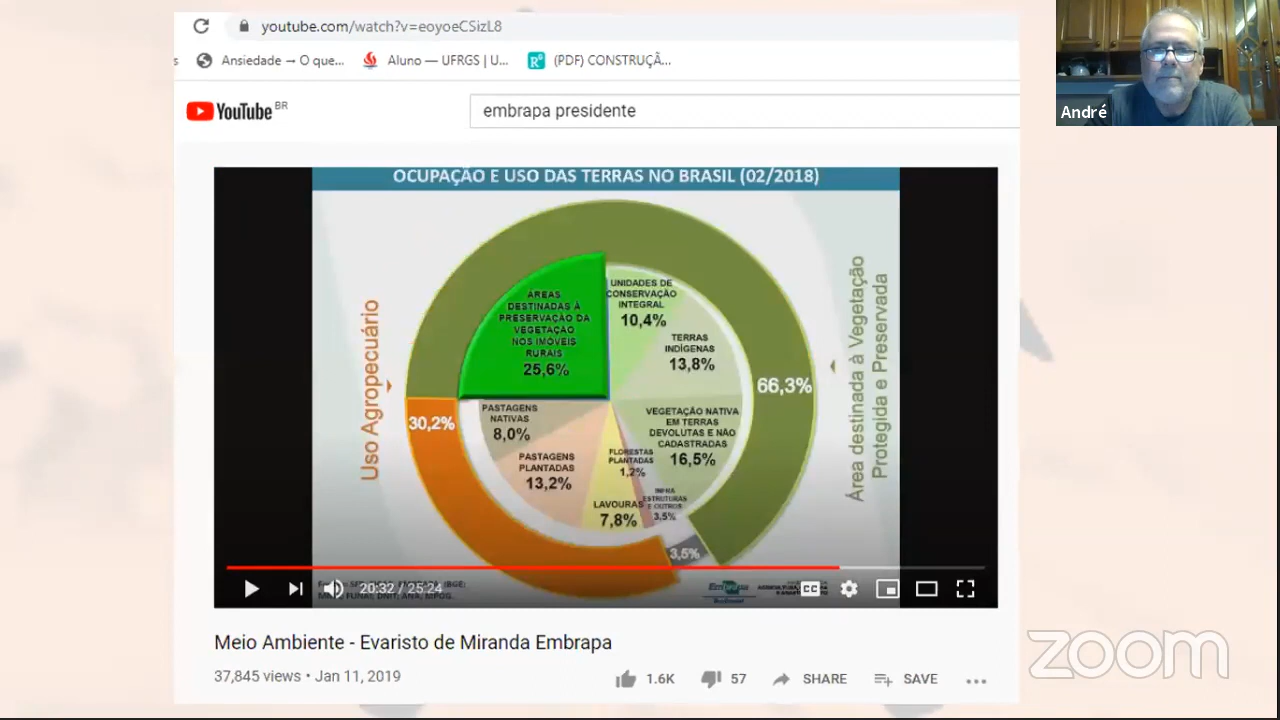 youtube.com/watch?v=eoyoeCSizL8
s
Ansiedade → O que...
Aluno — UFRGS | U...
(PDF) CONSTRUÇÃ...
André
YouTube BR
embrapa presidente
OCUPAÇÃO E USO DAS TERRAS NO BRASIL (02/2018)
ÁREAS
DESTINADAS À
PRESERVAÇÃO DA
VEGETAÇÃO
NOS IMÓVEIS
RURAIS
25,6%
UNIDADES DE
CONSERVAÇÃO
INTEGRAL
10,4%
TERRAS
INDÍGENAS
13,8%
66,3%
Uso Agropecuário
Área destinada à Vegetação
Protegida e Preservada
30,2%
PASTAGENS
NATIVAS
8,0%
VEGETAÇÃO NATIVA
EM TERRAS
DEVOLUTAS E NÃO
CADASTRADAS
16,5%
PASTAGENS
PLANTADAS
13,2%
FLORESTAS
PLANTADAS
1,2%
LAVOURAS
7,8%
INFRA
ESTRUTURAS
E OUTROS
3,5%
3,5%
20:32 / 25:24
Embrapa
CC
Meio Ambiente - Evaristo de Miranda Embrapa
37,845 views • Jan 11, 2019
1.6K
57
SHARE
SAVE
zoom